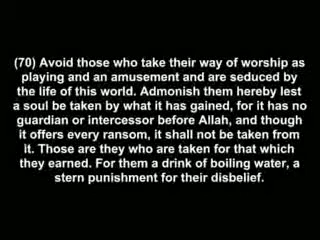 (70) Avoid those who take their way of worship as
playing and an amusement and are seduced by
the life of this world. Admonish them hereby lest
a soul be taken by what it has gained, for it has no
guardian or intercessor before Allah, and though
it offers every ransom, it shall not be taken from
it. Those are they who are taken for that which
they earned. For them a drink of boiling water, a
stern punishment for their disbelief.